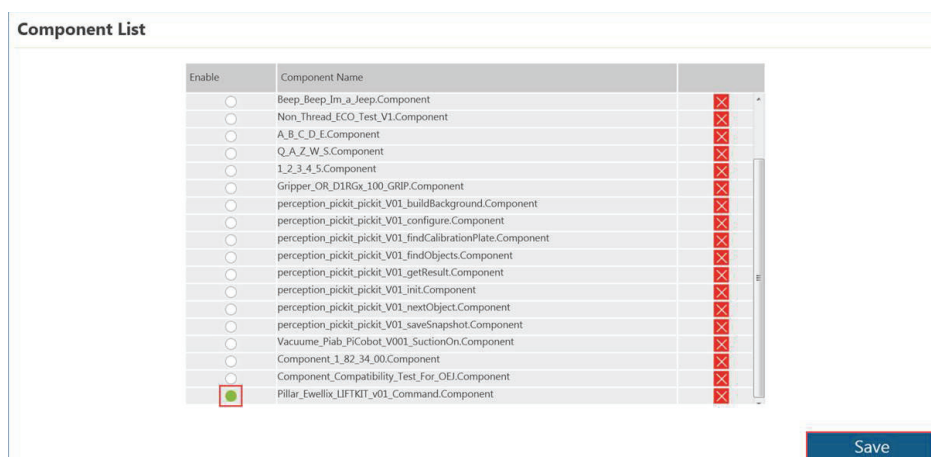 Component List
Enable Component Name
Beep_Beep_Im_a_Jeep.Component
Non_Thread_ECO_Test_V1.Component
A_B_C_D_E.Component
Q_A_Z_W_S.Component
1_2_3_4_5.Component
Gripper_OR_D1RGx_100_GRIP.Component
perception_pickit_pickit_V01_buildBackground.Component
perception_pickit_pickit_V01_configure.Component
perception_pickit_pickit_V01_findCalibrationPlate.Component
perception_pickit_pickit_V01_findObjects.Component
perception_pickit_pickit_V01_getResult.Component
perception_pickit_pickit_V01_init.Component
perception_pickit_pickit_V01_nextObject.Component
perception_pickit_pickit_V01_saveSnapshot.Component
Vacuume_Piab_PiCobot_V001_SuctionOn.Component
Component_1_82_34_00.Component
Component_Compatibility_Test_For_OEJ.Component
Pillar_Ewellix_LIFTKIT_v01_Command.Component
Save